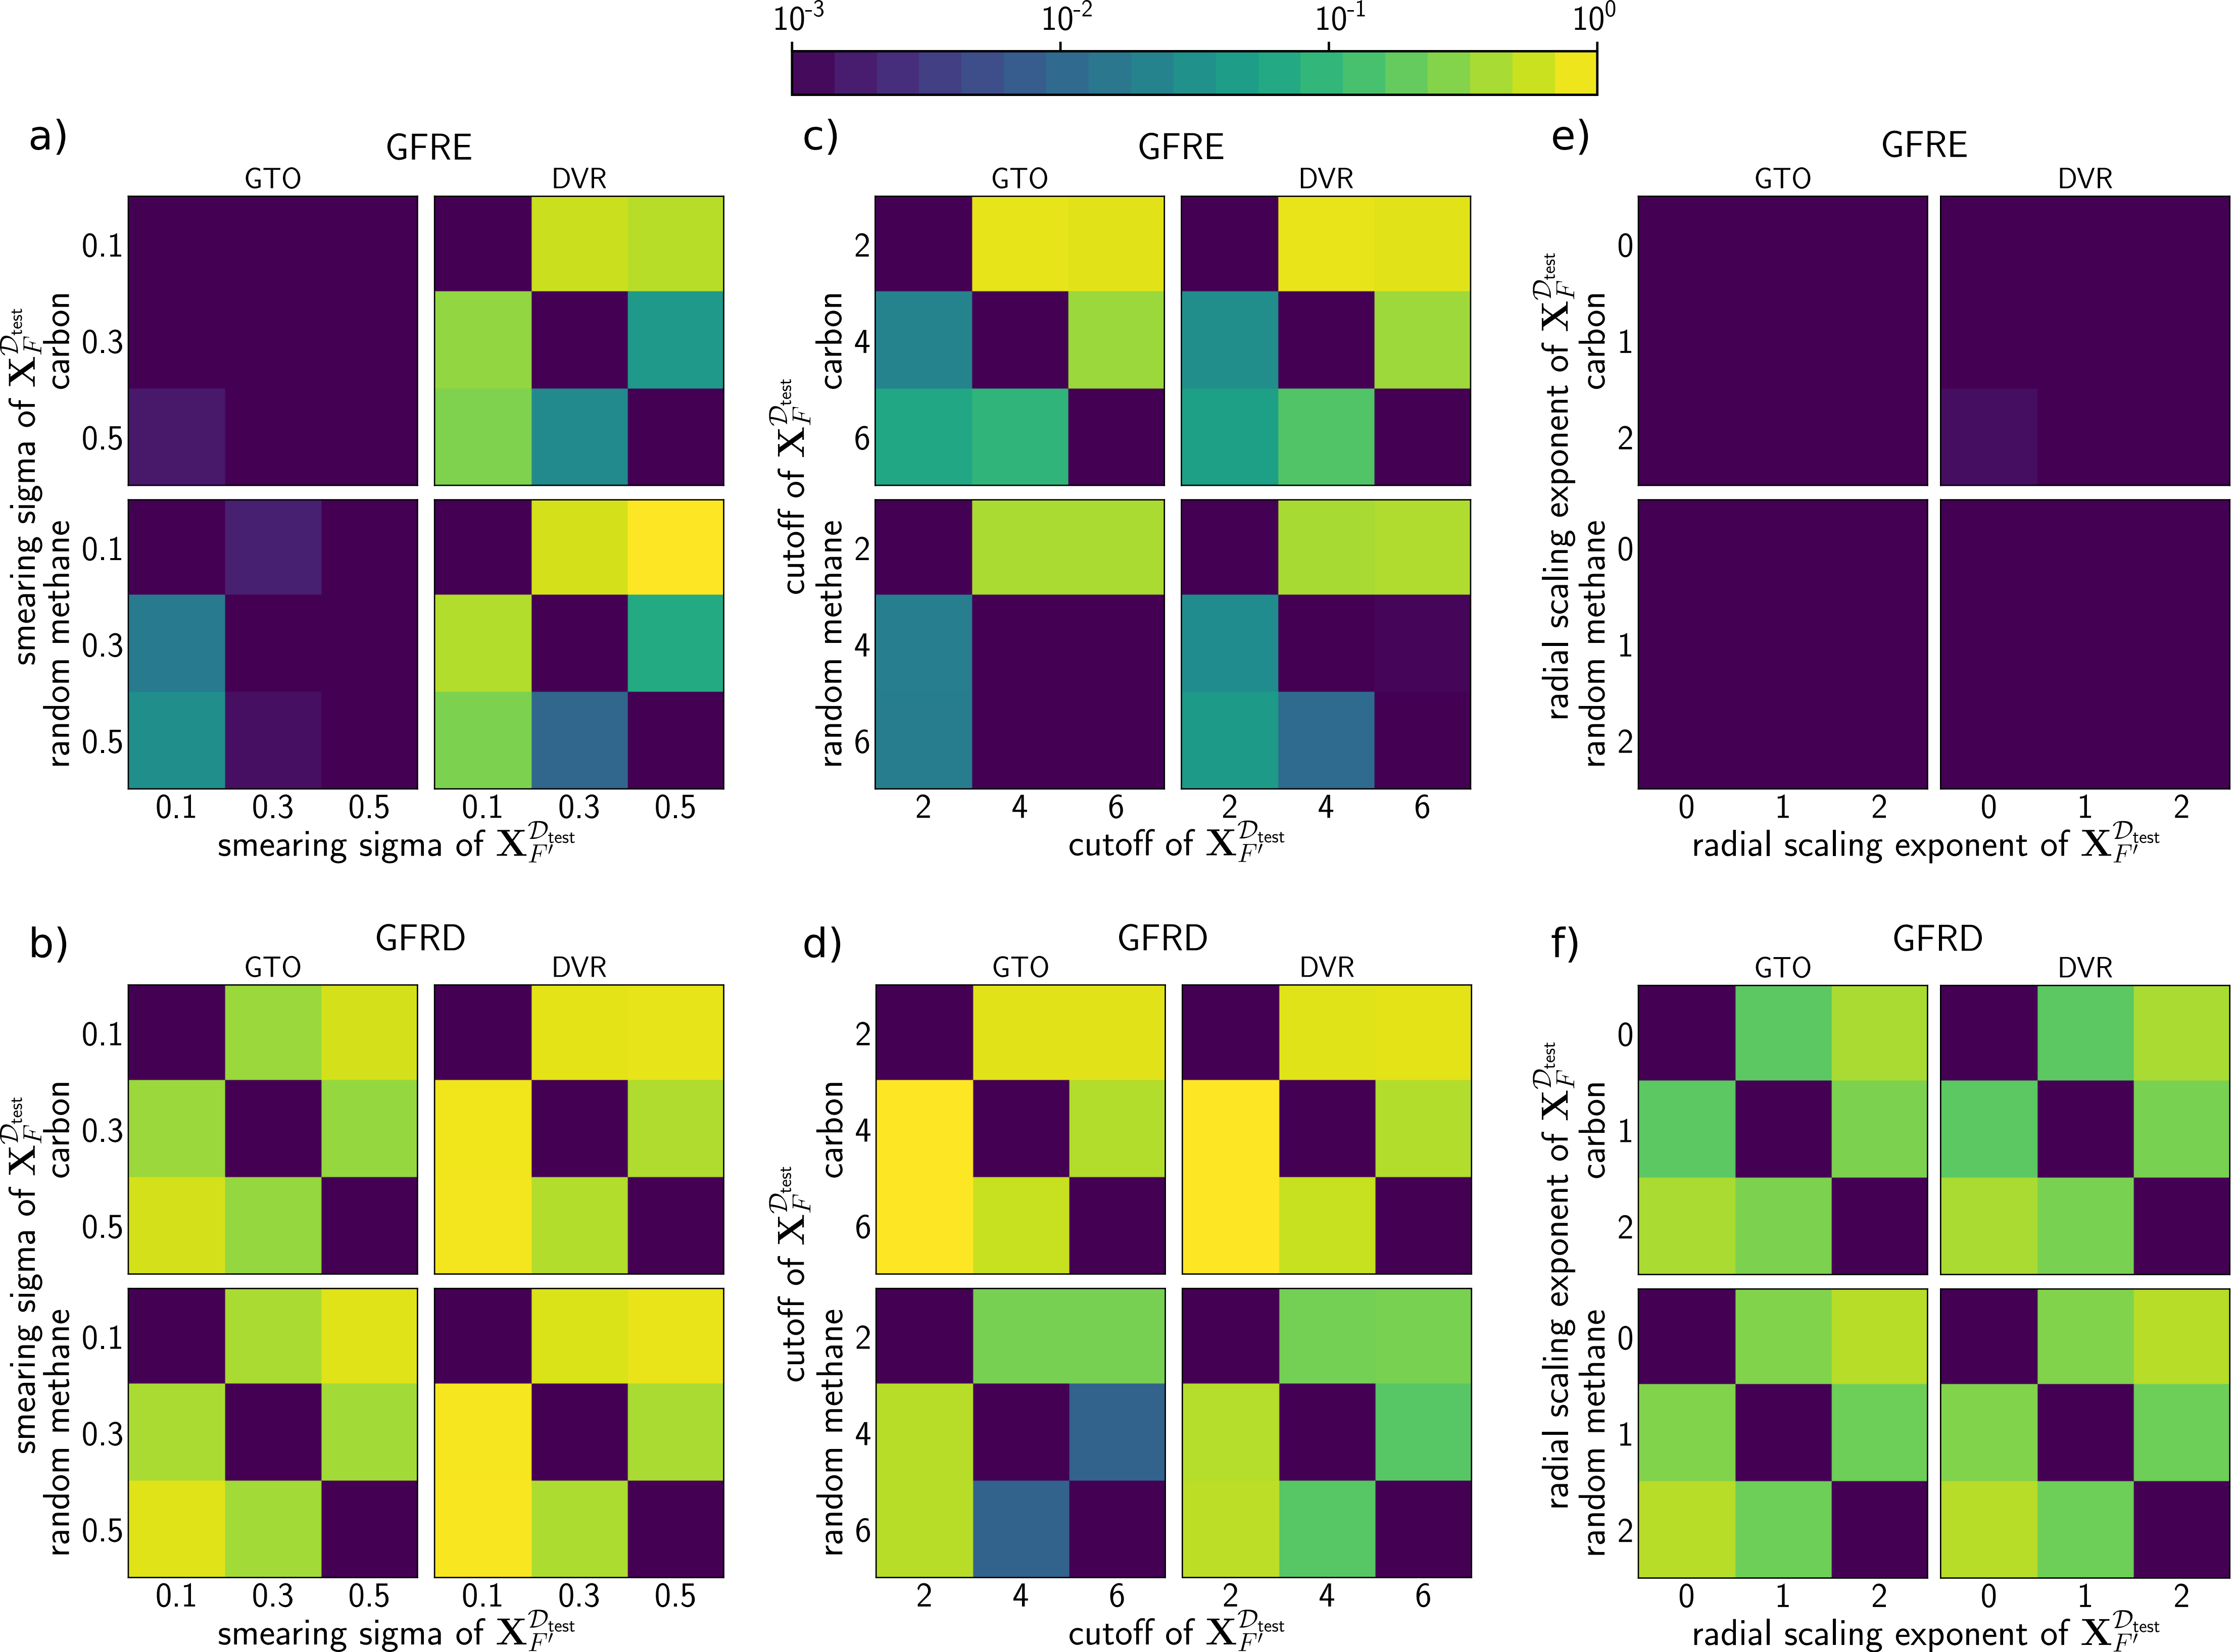 10^-3 10^-2 10^-1 10^0
a)
GFRE
GTO DVR
smearing sigma of X_F^{D_test}
carbon
0.1
0.3
0.5
random methane
0.1
0.3
0.5
0.1 0.3 0.5 0.1 0.3 0.5
smearing sigma of X_{F'}^{D_test}
c)
GFRE
GTO DVR
cutoff of X_F^{D_test}
carbon
2
4
6
random methane
2
4
6
2 4 6 2 4 6
cutoff of X_{F'}^{D_test}
e)
GFRE
GTO DVR
radial scaling exponent of X_F^{D_test}
carbon
0
1
2
random methane
0
1
2
0 1 2 0 1 2
radial scaling exponent of X_{F'}^{D_test}
b)
GFRD
GTO DVR
smearing sigma of X_F^{D_test}
carbon
0.1
0.3
0.5
random methane
0.1
0.3
0.5
0.1 0.3 0.5 0.1 0.3 0.5
smearing sigma of X_{F'}^{D_test}
d)
GFRD
GTO DVR
cutoff of X_F^{D_test}
carbon
2
4
6
random methane
2
4
6
2 4 6 2 4 6
cutoff of X_{F'}^{D_test}
f)
GFRD
GTO DVR
radial scaling exponent of X_F^{D_test}
carbon
0
1
2
random methane
0
1
2
0 1 2 0 1 2
radial scaling exponent of X_{F'}^{D_test}